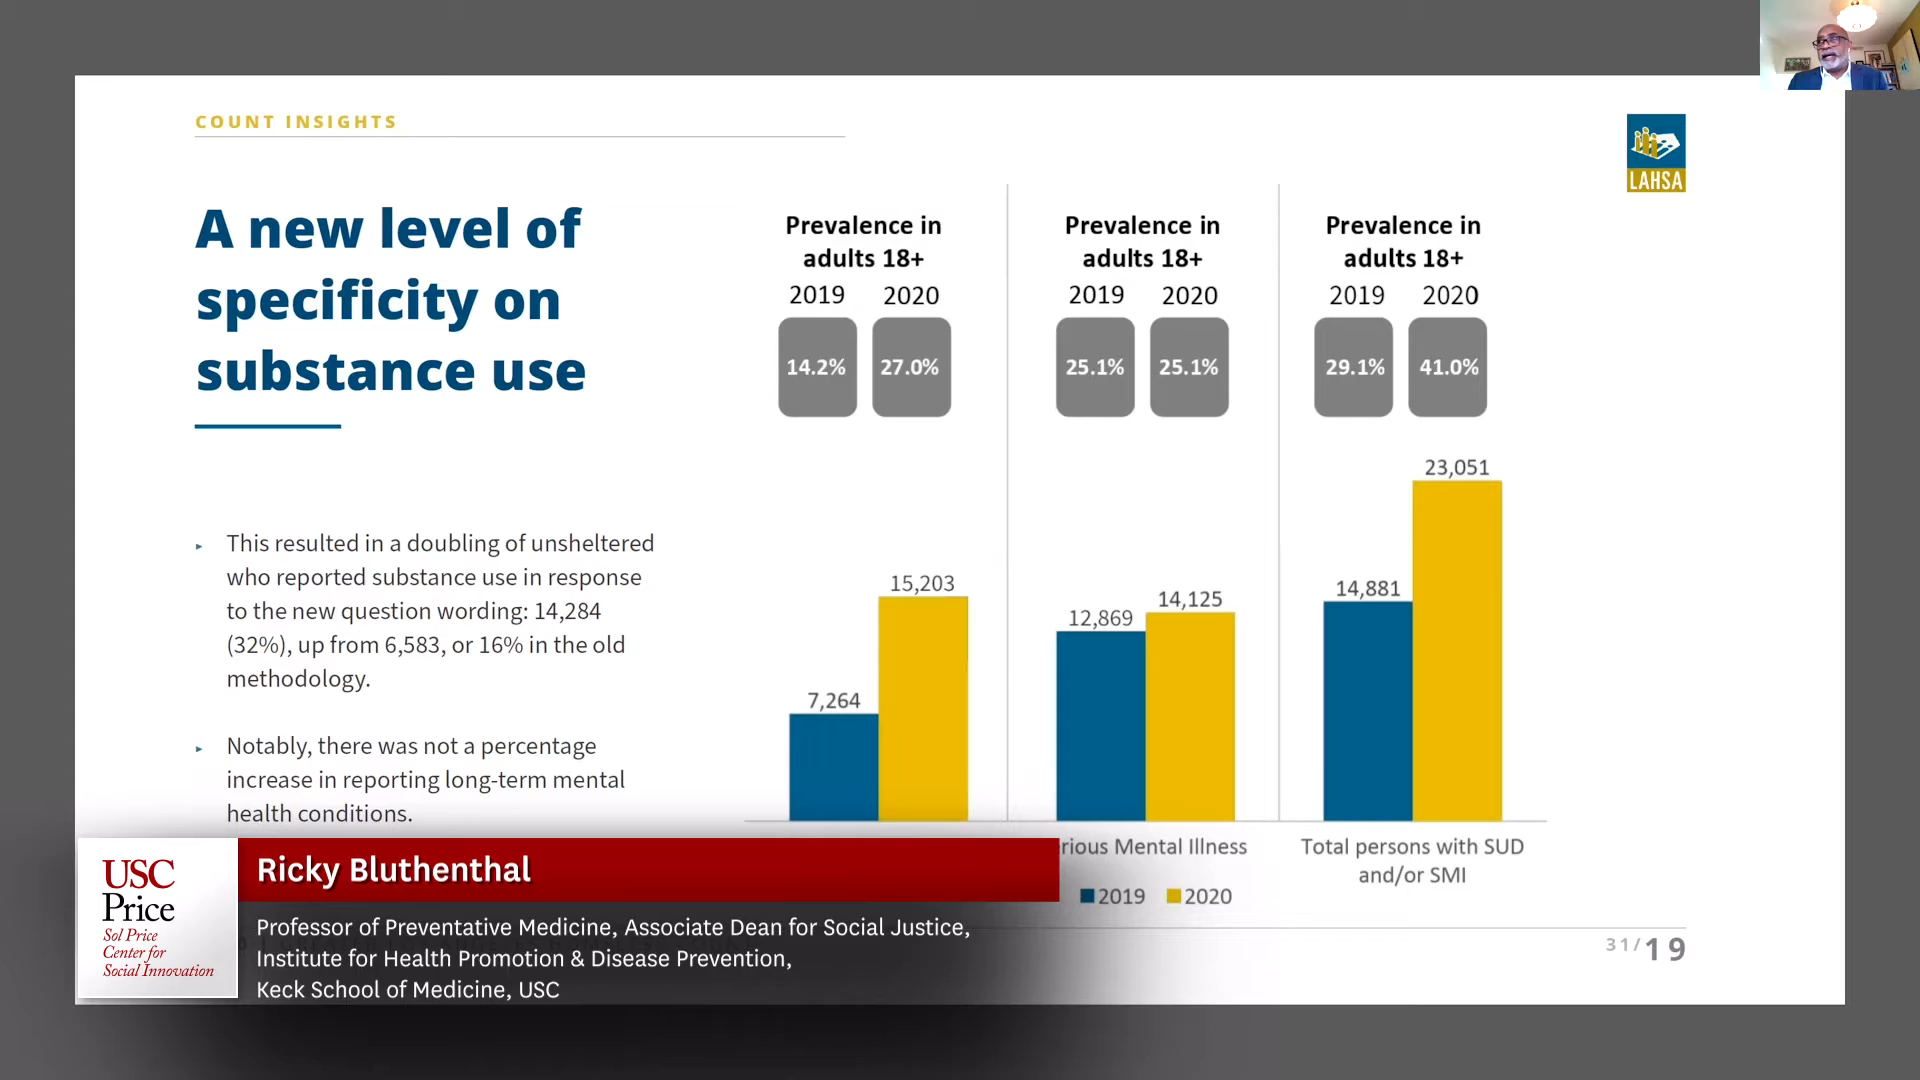 COUNT INSIGHTS
LAHSA
A new level of
specificity on
substance use
This resulted in a doubling of unsheltered
who reported substance use in response
to the new question wording: 14,284
(32%), up from 6,583, or 16% in the old
methodology.
Notably, there was not a percentage
increase in reporting long-term mental
health conditions.
Prevalence in
adults 18+
2019 2020
14.2% 27.0%
7,264
15,203
Prevalence in
adults 18+
2019 2020
25.1% 25.1%
12,869
14,125
rious Mental Illness
Prevalence in
adults 18+
2019 2020
29.1% 41.0%
14,881
23,051
Total persons with SUD
and/or SMI
2019 2020
31/19
USC
Price
Sol Price
Center for
Social Innovation
Ricky Bluthenthal
Professor of Preventative Medicine, Associate Dean for Social Justice,
Institute for Health Promotion & Disease Prevention,
Keck School of Medicine, USC